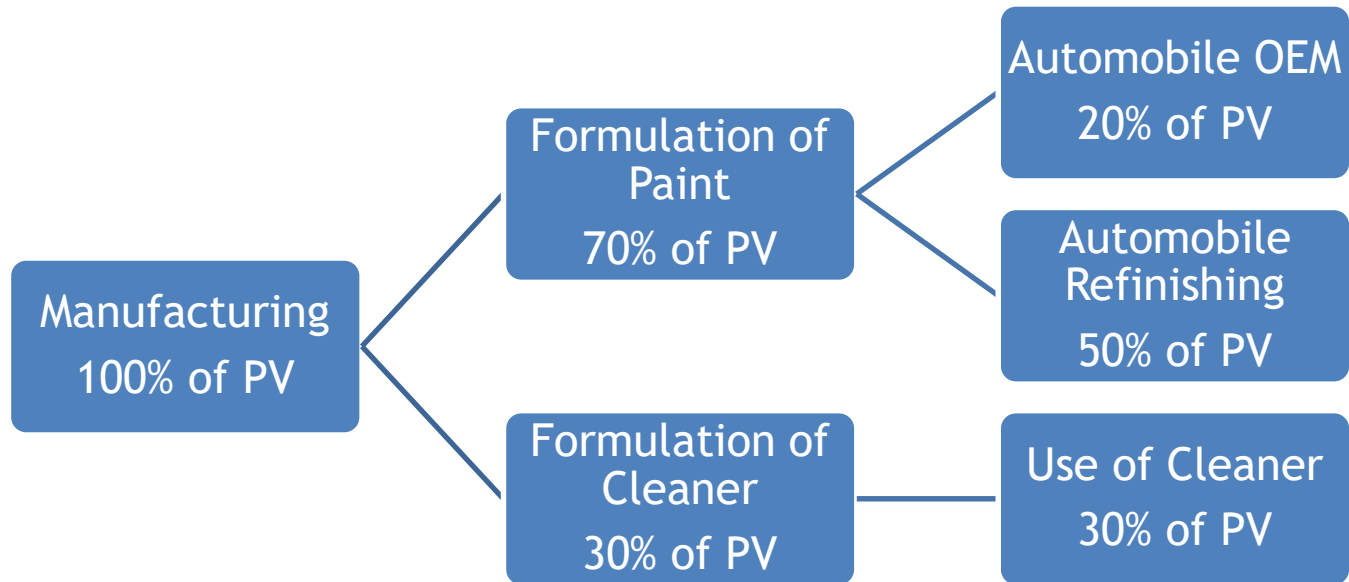 Manufacturing
100% of PV
Formulation of
Paint
70% of PV
Formulation of
Cleaner
30% of PV
Automobile OEM
20% of PV
Automobile
Refinishing
50% of PV
Use of Cleaner
30% of PV